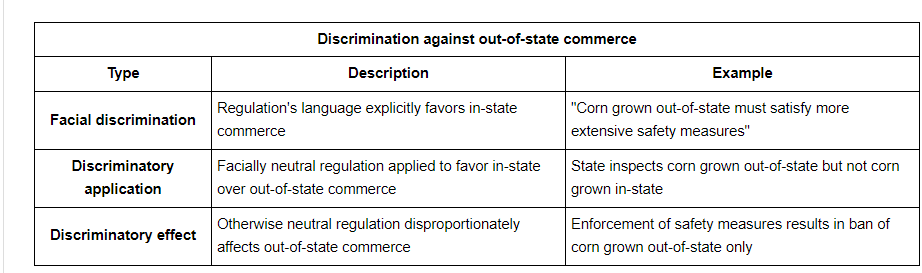 Discrimination against out-of-state commerce
Type
Description
Example
Facial discrimination
Regulation's language explicitly favors in-state
commerce
"Corn grown out-of-state must satisfy more
extensive safety measures"
Discriminatory
application
Facially neutral regulation applied to favor in-state
over out-of-state commerce
State inspects corn grown out-of-state but not corn
grown in-state
Discriminatory effect
Otherwise neutral regulation disproportionately
affects out-of-state commerce
Enforcement of safety measures results in ban of
corn grown out-of-state only